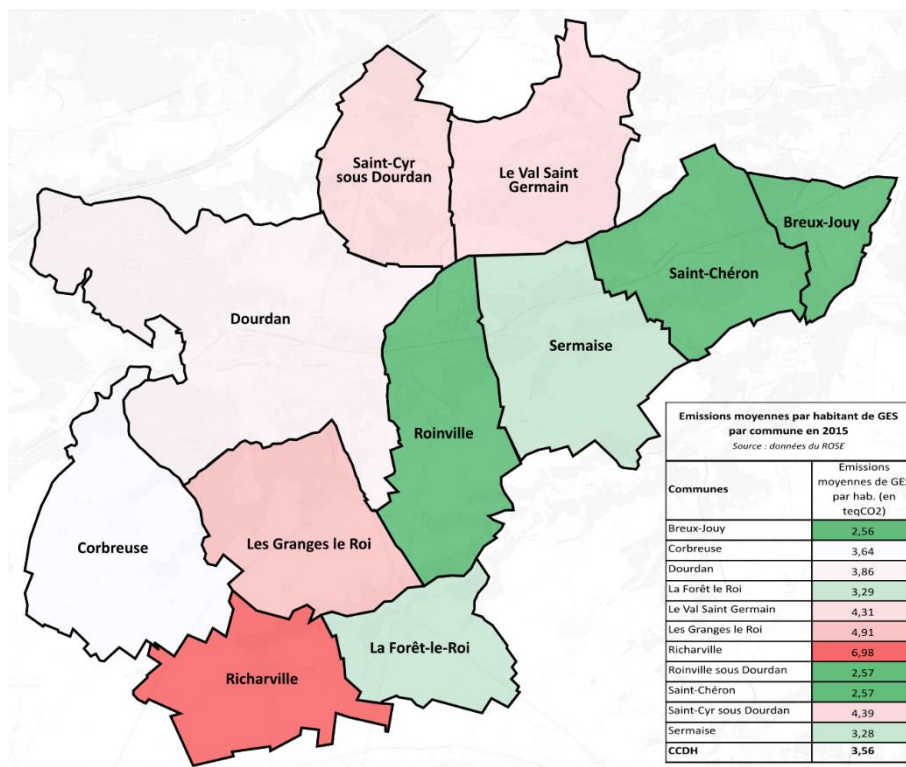 Saint-Cyr
sous Dourdan
Le Val Saint
Germain
Breux-Jouy
Saint-Chéron
Dourdan
Sermaise
Roinville
Corbreuse
Les Granges le Roi
La Forêt-le-Roi
Richarville
Emissions moyennes par habitant de GES
par commune en 2015
Source : données du ROSE
Communes
Emissions
moyennes de GES
par hab. (en
teqCO2)
Breux-Jouy 2,56
Corbreuse 3,64
Dourdan 3,86
La Forêt le Roi 3,29
Le Val Saint Germain 4,31
Les Granges le Roi 4,91
Richarville 6,98
Roinville sous Dourdan 2,57
Saint-Chéron 2,57
Saint-Cyr sous Dourdan 4,39
Sermaise 3,28
CCDH 3,56